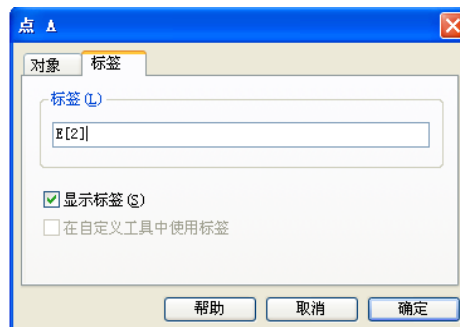 点 A
对象 标签
标签(L)
E[2]
显示标签(S)
在自定义工具中使用标签
帮助 取消 确定